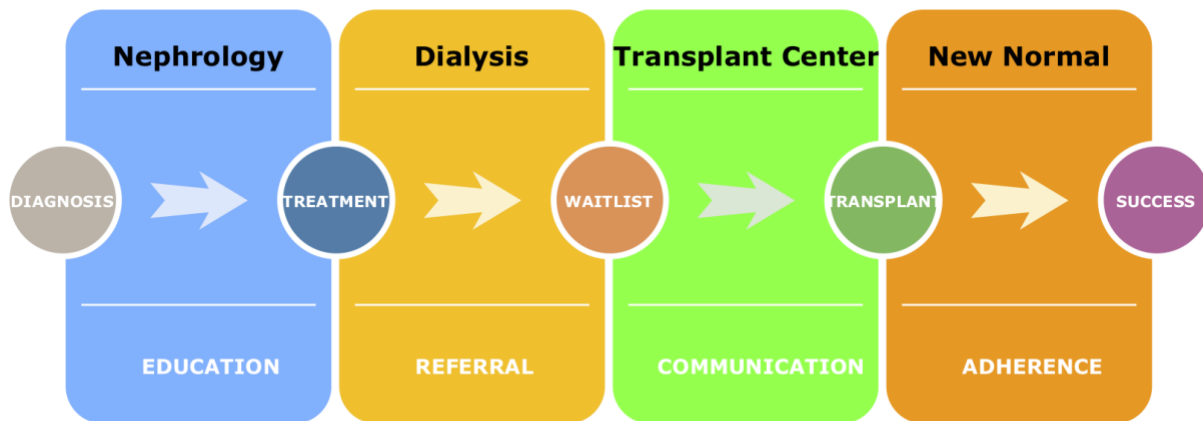 Nephrology
Dialysis
Transplant Center
New Normal
DIAGNOSIS
TREATMENT
WAITLIST
TRANSPLANT
SUCCESS
EDUCATION
REFERRAL
COMMUNICATION
ADHERENCE